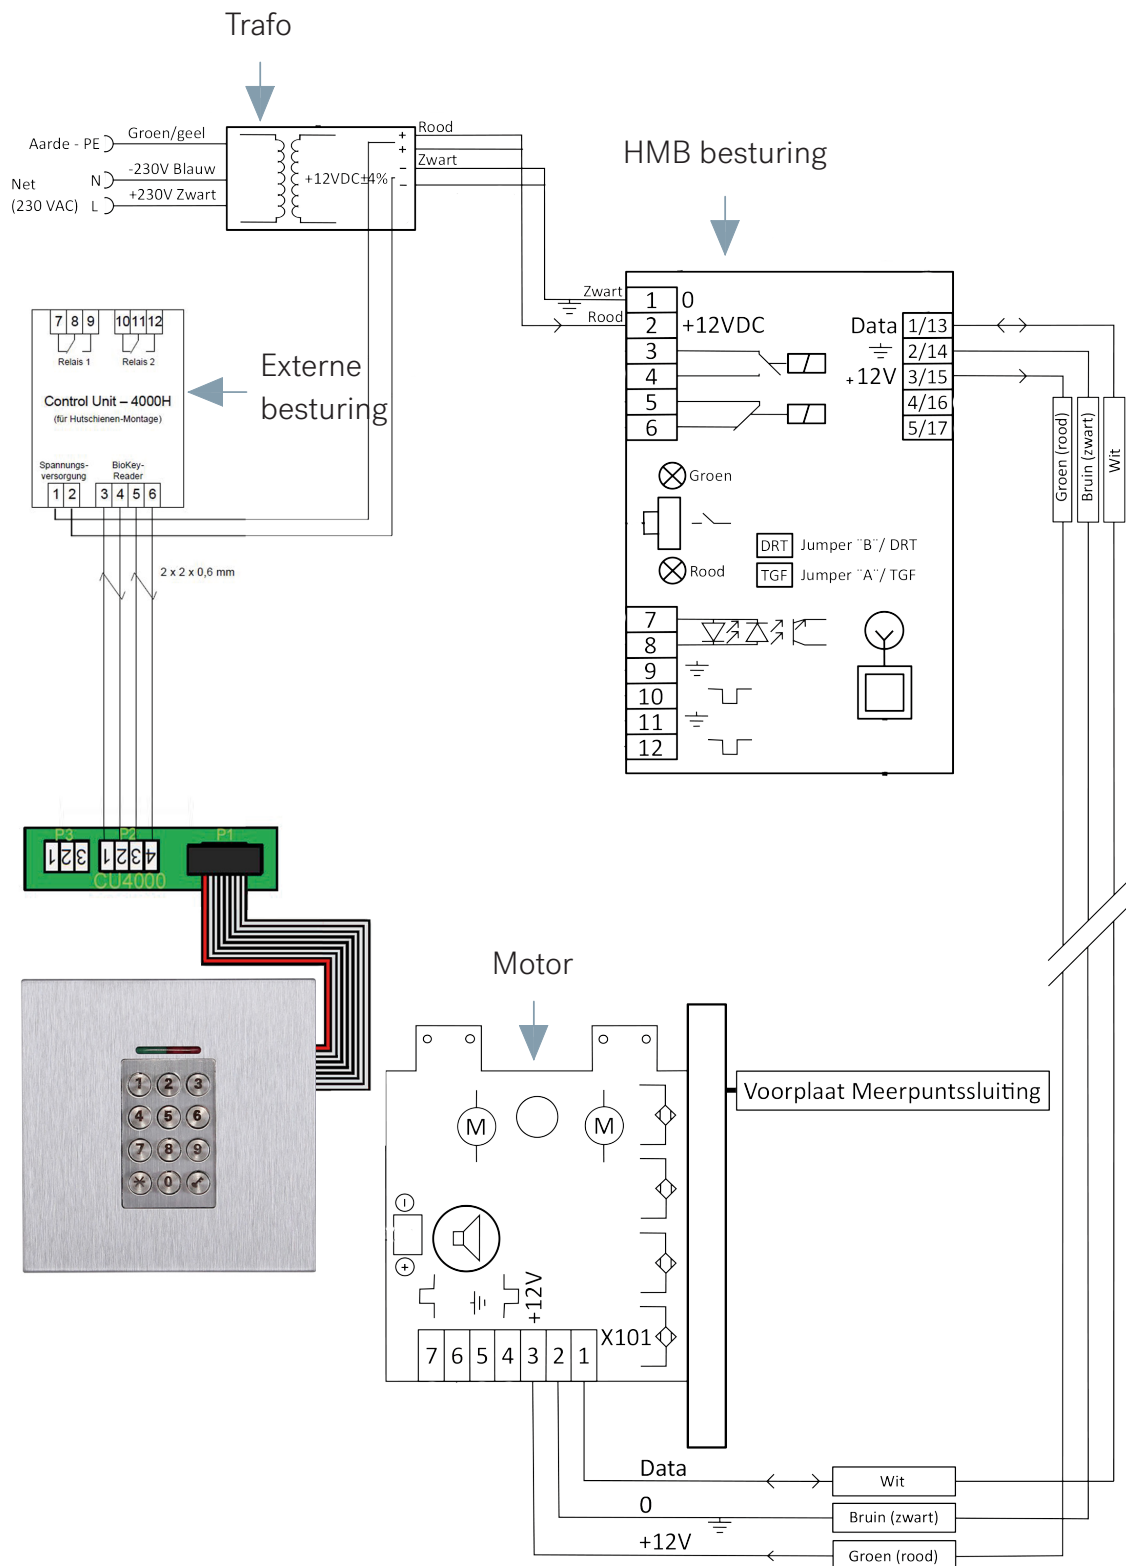 Trafo
Aarde - PE
Groen/geel
Net
(230 VAC)
N
-230V Blauw
L
+230V Zwart
+12VDC±4%
+
+
−
−
Rood
Zwart
HMB besturing
Zwart
Rood
1
0
2
+12VDC
3
4
5
6
Data
1/13
2/14
+12V
3/15
4/16
5/17
Groen (rood)
Bruin (zwart)
Wit
Groen
Rood
DRT
Jumper ¨B¨/ DRT
TGF
Jumper ¨A¨/ TGF
7
8
9
10
11
12
7 8 9
10 11 12
Relais 1
Relais 2
Control Unit – 4000H
(für Hutschienen-Montage)
Spannungs-
versorgung
BioKey-
Reader
1 2
3 4 5 6
Externe
besturing
2 x 2 x 0,6 mm
P3
P2
P1
1 2 3
1 2 3 4
CU4000
1 2 3
4 5 6
7 8 9
0
Motor
M
M
Voorplaat Meerpuntssluiting
+12V
X101
7 6 5 4 3 2 1
Data
Wit
0
Bruin (zwart)
+12V
Groen (rood)